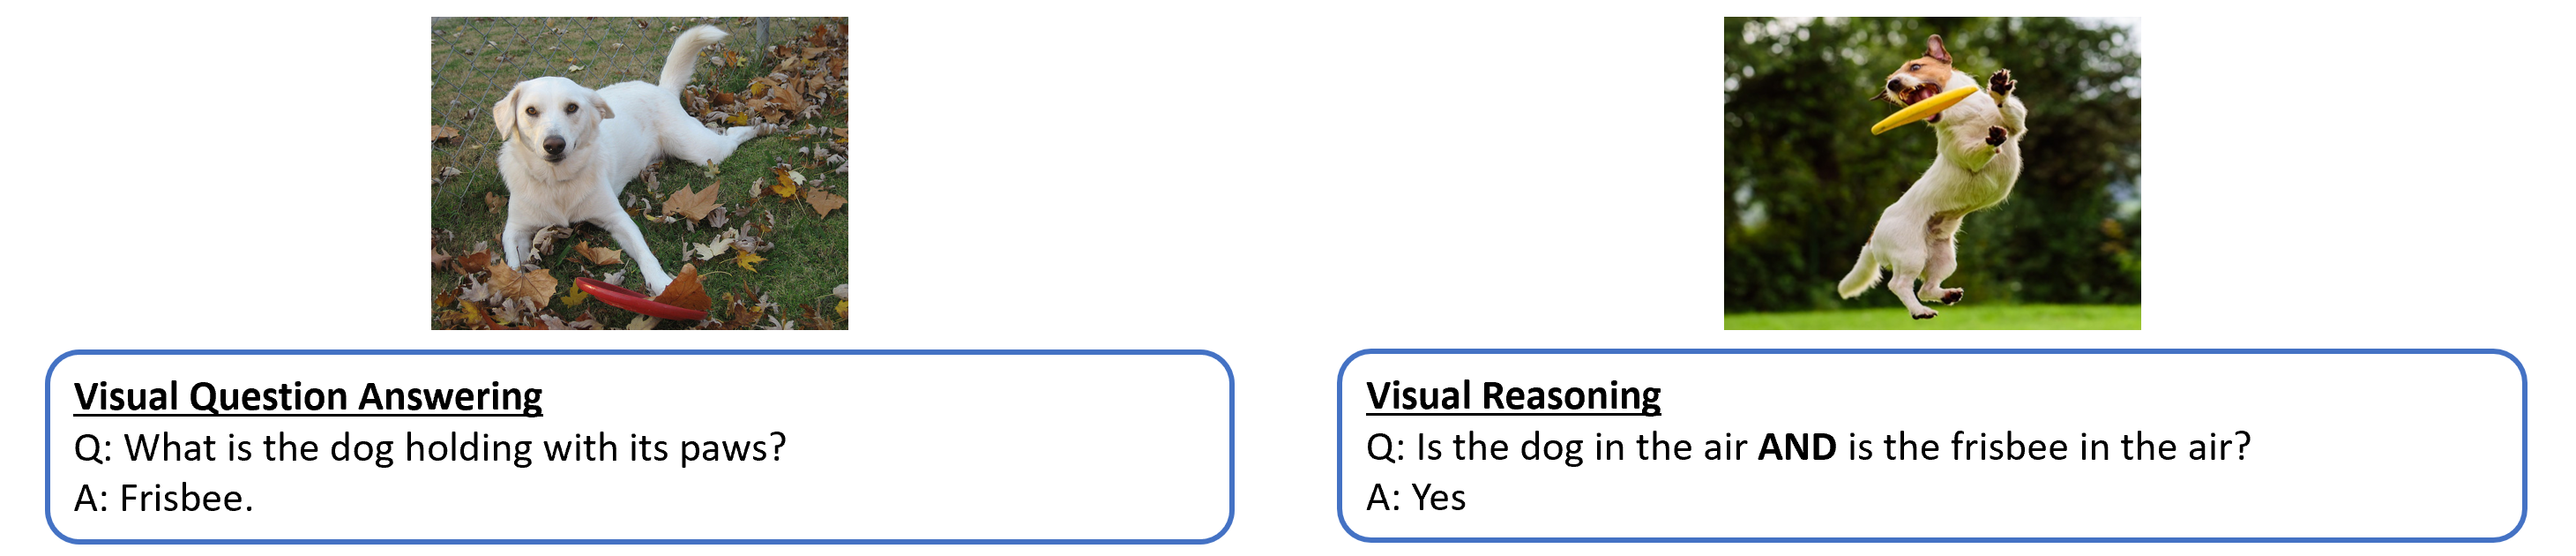 Visual Question Answering
Q: What is the dog holding with its paws?
A: Frisbee.
Visual Reasoning
Q: Is the dog in the air AND is the frisbee in the air?
A: Yes